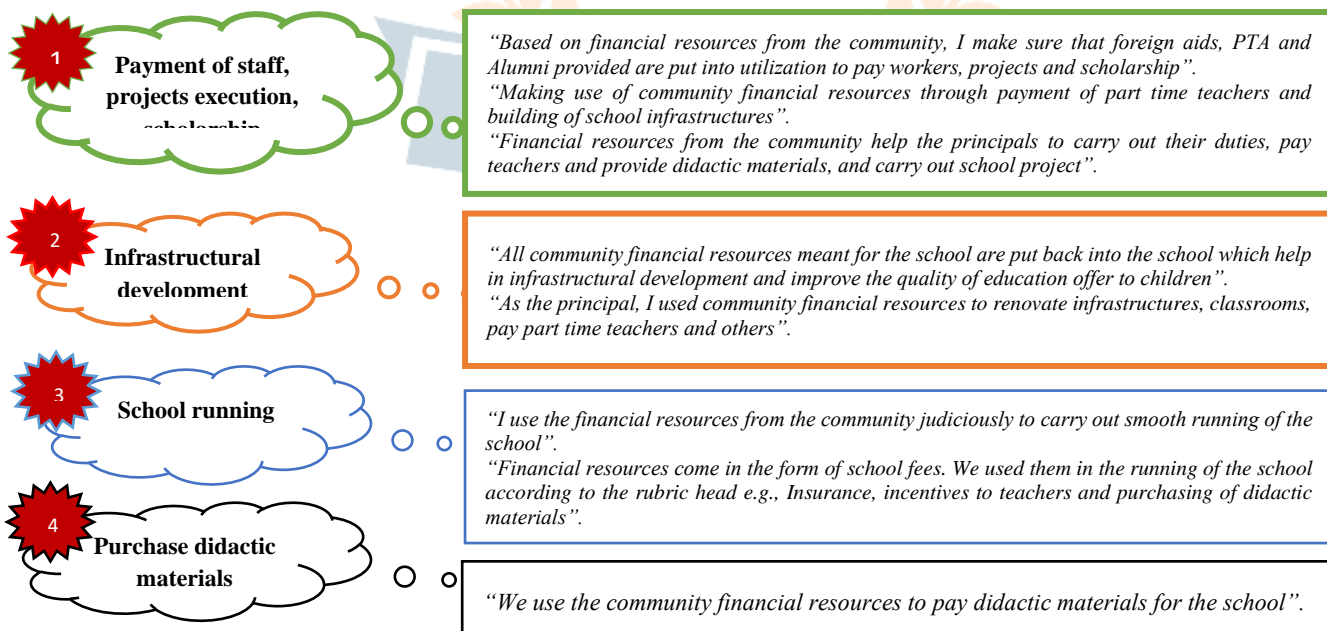 1
Payment of staff,
projects execution,
scholarship
“Based on financial resources from the community, I make sure that foreign aids, PTA and
Alumni provided are put into utilization to pay workers, projects and scholarship”.
“Making use of community financial resources through payment of part time teachers and
building of school infrastructures”.
“Financial resources from the community help the principals to carry out their duties, pay
teachers and provide didactic materials, and carry out school project”.
2
Infrastructural
development
“All community financial resources meant for the school are put back into the school which help
in infrastructural development and improve the quality of education offer to children”.
“As the principal, I used community financial resources to renovate infrastructures, classrooms,
pay part time teachers and others”.
3
School running
“I use the financial resources from the community judiciously to carry out smooth running of the
school”.
“Financial resources come in the form of school fees. We used them in the running of the school
according to the rubric head e.g., Insurance, incentives to teachers and purchasing of didactic
materials”.
4
Purchase didactic
materials
“We use the community financial resources to pay didactic materials for the school”.